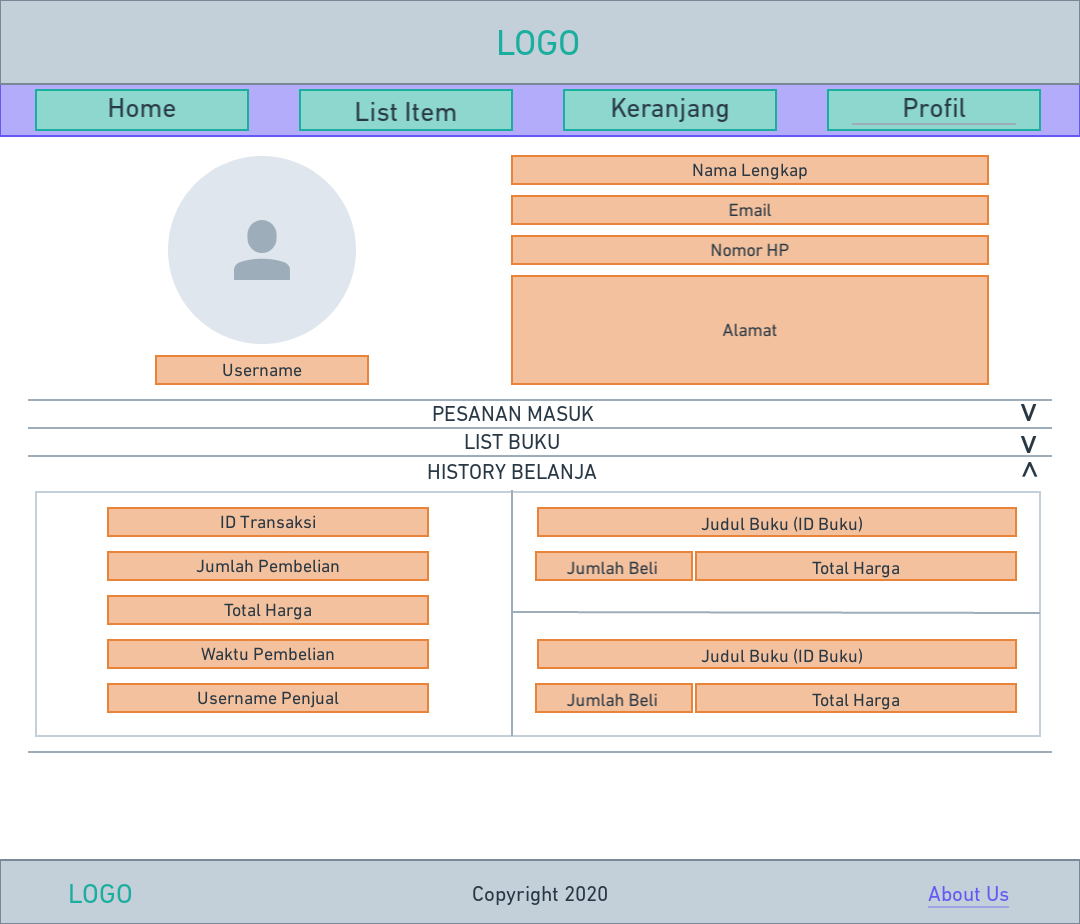 LOGO
Home
List Item
Keranjang
Profil
Username
Nama Lengkap
Email
Nomor HP
Alamat
PESANAN MASUK V
LIST BUKU V
HISTORY BELANJA ^
ID Transaksi
Jumlah Pembelian
Total Harga
Waktu Pembelian
Username Penjual
Judul Buku (ID Buku)
Jumlah Beli
Total Harga
Judul Buku (ID Buku)
Jumlah Beli
Total Harga
LOGO
Copyright 2020
About Us